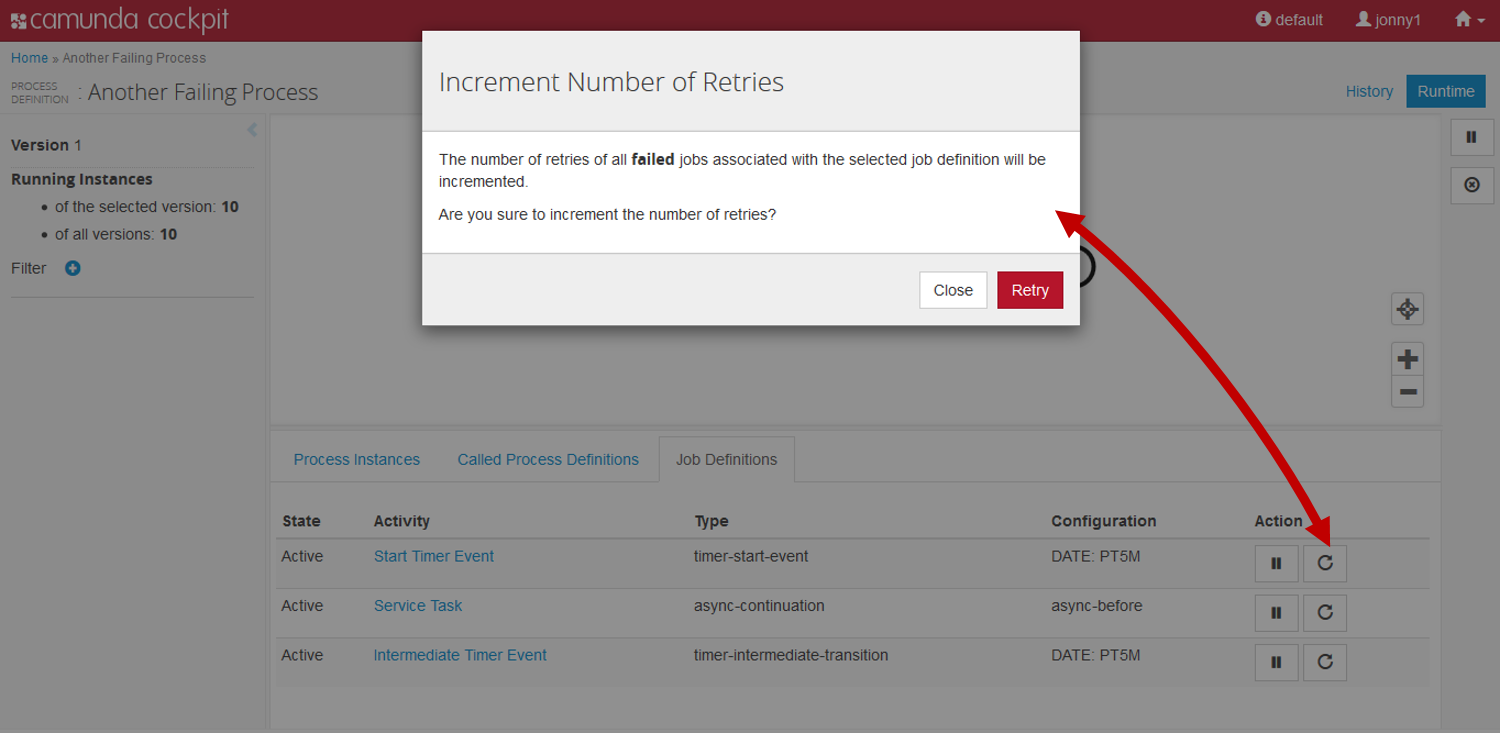 camunda cockpit
default
jonny1
Home » Another Failing Process
PROCESS
DEFINITION : Another Failing Process
History
Runtime
Version 1
Running Instances
of the selected version: 10
of all versions: 10
Filter
Increment Number of Retries
The number of retries of all failed jobs associated with the selected job definition will be
incremented.
Are you sure to increment the number of retries?
Close
Retry
Process Instances
Called Process Definitions
Job Definitions
State Activity Type Configuration Action
Active Start Timer Event timer-start-event DATE: PT5M
Active Service Task async-continuation async-before
Active Intermediate Timer Event timer-intermediate-transition DATE: PT5M